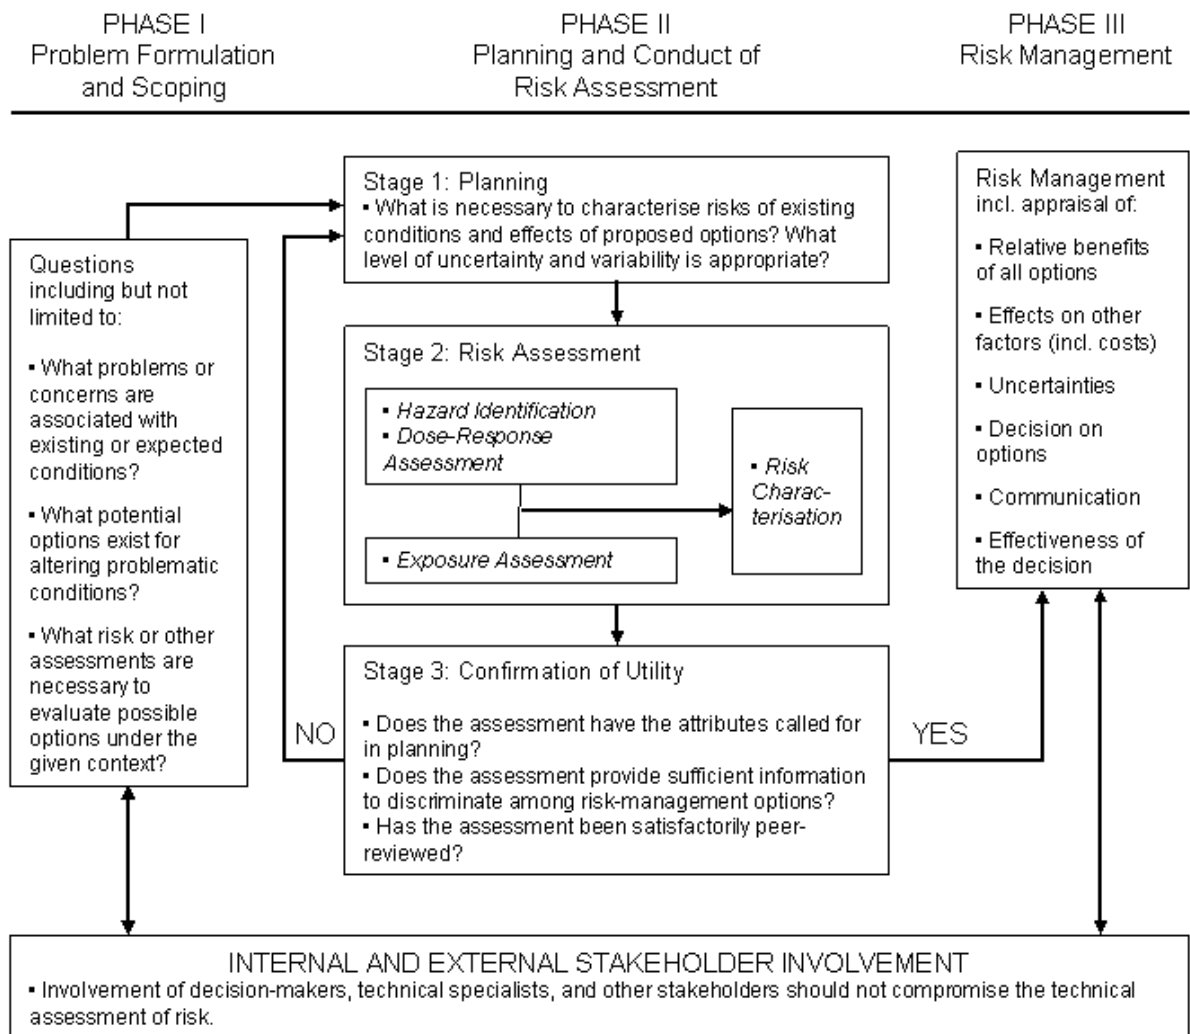 PHASE I
Problem Formulation
and Scoping
PHASE II
Planning and Conduct of
Risk Assessment
PHASE III
Risk Management
Questions
including but not
limited to:
▪ What problems or
concerns are
associated with
existing or expected
conditions?
▪ What potential
options exist for
altering problematic
conditions?
▪ What risk or other
assessments are
necessary to
evaluate possible
options under the
given context?
Stage 1: Planning
▪ What is necessary to characterise risks of existing
conditions and effects of proposed options? What
level of uncertainty and variability is appropriate?
Stage 2: Risk Assessment
▪ Hazard Identification
▪ Dose-Response
Assessment
▪ Exposure Assessment
▪ Risk
Charac-
terisation
Stage 3: Confirmation of Utility
▪ Does the assessment have the attributes called for
in planning?
▪ Does the assessment provide sufficient information
to discriminate among risk-management options?
▪ Has the assessment been satisfactorily peer-
reviewed?
NO
YES
Risk Management
incl. appraisal of:
▪ Relative benefits
of all options
▪ Effects on other
factors (incl. costs)
▪ Uncertainties
▪ Decision on
options
▪ Communication
▪ Effectiveness of
the decision
INTERNAL AND EXTERNAL STAKEHOLDER INVOLVEMENT
▪ Involvement of decision-makers, technical specialists, and other stakeholders should not compromise the technical
assessment of risk.